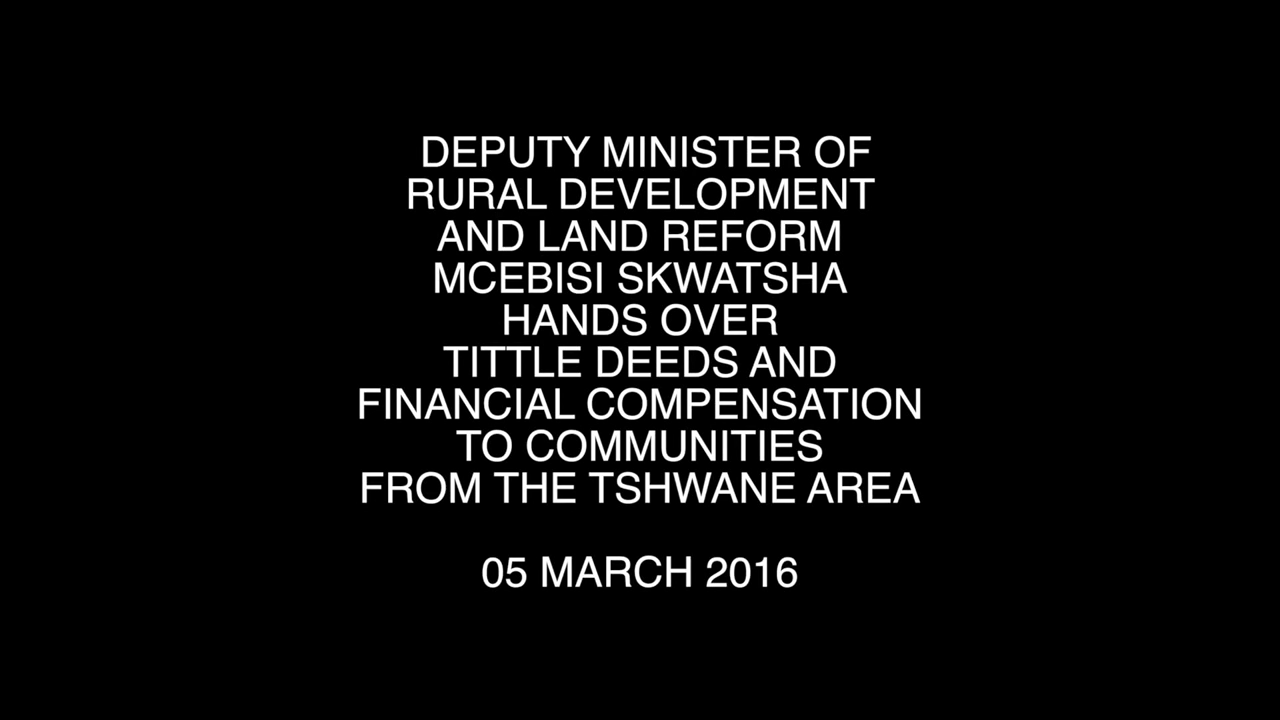 DEPUTY MINISTER OF
RURAL DEVELOPMENT
AND LAND REFORM
MCEBISI SKWATSHA
HANDS OVER
TITTLE DEEDS AND
FINANCIAL COMPENSATION
TO COMMUNITIES
FROM THE TSHWANE AREA
05 MARCH 2016